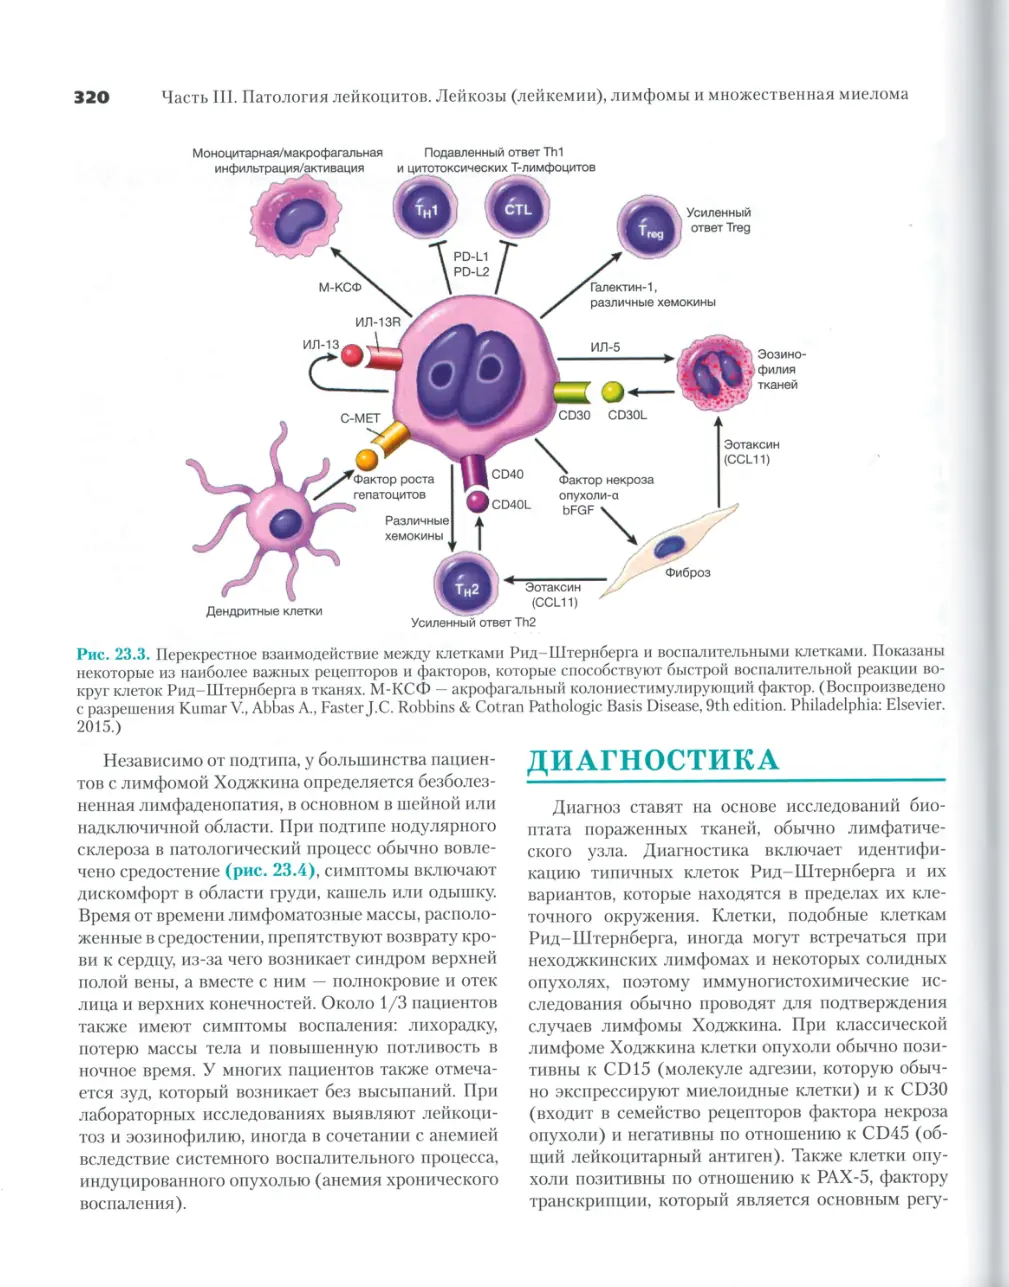 320 Часть III. Патология лейкоцитов. Лейкозы (лейкемии), лимфомы и множественная миелома
Моноцитарная/макрофагальная
инфильтрация/активация
Подавленный ответ Th1
и цитотоксических Т-лимфоцитов
TH1
CTL
Treg
Усиленный
ответ Treg
PD-L1
PD-L2
М-КСФ
Галектин-1,
различные хемокины
ИЛ-13R
ИЛ-13
ИЛ-5
Эозино-
филия
тканей
CD30
CD30L
C-MET
Эотаксин
(CCL11)
Фактор роста
гепатоцитов
CD40
CD40L
Фактор некроза
опухоли-α
bFGF
Различные
хемокины
TH2
Эотаксин
(CCL11)
Фиброз
Дендритные клетки
Усиленный ответ Th2
Рис. 23.3. Перекрестное взаимодействие между клетками Рид–Штернберга и воспалительными клетками. Показаны
некоторые из наиболее важных рецепторов и факторов, которые способствуют быстрой воспалительной реакции во-
круг клеток Рид–Штернберга в тканях. М-КСФ — акрофагальный колониестимулирующий фактор. (Воспроизведено
с разрешения Kumar V., Abbas A., Faster J.C. Robbins & Cotran Pathologic Basis Disease, 9th edition. Philadelphia: Elsevier.
2015.)
Независимо от подтипа, у большинства пациен-
тов с лимфомой Ходжкина определяется безболез-
ненная лимфаденопатия, в основном в шейной или
надключичной области. При подтипе нодулярного
склероза в патологический процесс обычно вовле-
чено средостение (рис. 23.4), симптомы включают
дискомфорт в области груди, кашель или одышку.
Время от времени лимфоматозные массы, располо-
женные в средостении, препятствуют возврату кро-
ви к сердцу, из-за чего возникает синдром верхней
полой вены, а вместе с ним — полнокровие и отек
лица и верхних конечностей. Около 1/3 пациентов
также имеют симптомы воспаления: лихорадку,
потерю массы тела и повышенную потливость в
ночное время. У многих пациентов также отмеча-
ется зуд, который возникает без высыпаний. При
лабораторных исследованиях выявляют лейкоци-
тоз и эозинофилию, иногда в сочетании с анемией
вследствие системного воспалительного процесса,
индуцированного опухолью (анемия хронического
воспаления).
ДИАГНОСТИКА
Диагноз ставят на основе исследований био-
птата пораженных тканей, обычно лимфатиче-
ского узла. Диагностика включает идентифи-
кацию типичных клеток Рид–Штернберга и их
вариантов, которые находятся в пределах их кле-
точного окружения. Клетки, подобные клеткам
Рид–Штернберга, иногда могут встречаться при
неходжкинских лимфомах и некоторых солидных
опухолях, поэтому иммуногистохимические ис-
следования обычно проводят для подтверждения
случаев лимфомы Ходжкина. При классической
лимфоме Ходжкина клетки опухоли обычно пози-
тивны к CD15 (молекуле адгезии, которую обыч-
но экспрессируют миелоидные клетки) и к CD30
(входит в семейство рецепторов фактора некроза
опухоли) и негативны по отношению к CD45 (об-
щий лейкоцитарный антиген). Также клетки опу-
холи позитивны по отношению к PAX-5, фактору
транскрипции, который является основным регу-